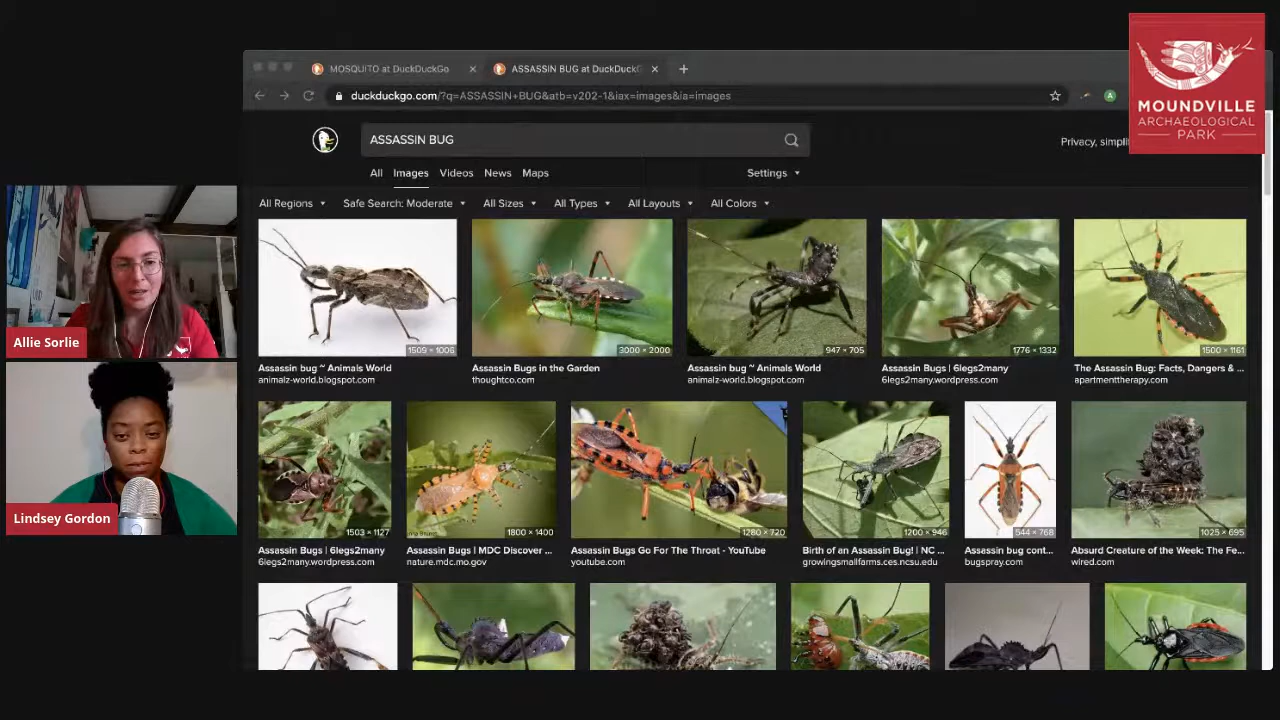 MOSQUITO at DuckDuckGo
ASSASSIN BUG at DuckDuckG
duckduckgo.com/?q=ASSASSIN+BUG&atb=v202-1&iax=images&ia=images
A
MOUNDVILLE
ARCHAEOLOGICAL
PARK
ASSASSIN BUG
Privacy, simpli
All Images Videos News Maps
Settings
All Regions Safe Search: Moderate All Sizes All Types All Layouts All Colors
1509 × 1006
3000 × 2000
947 × 705
1776 × 1332
1500 × 1161
Assassin bug ~ Animals World
animalz-world.blogspot.com
Assassin Bugs in the Garden
thoughtco.com
Assassin bug ~ Animals World
animalz-world.blogspot.com
Assassin Bugs | 6legs2many
6legs2many.wordpress.com
The Assassin Bug: Facts, Dangers & ...
apartmenttherapy.com
Allie Sorlie
1503 × 1127
1800 × 1400
1280 × 720
1200 × 946
544 × 768
1025 × 695
Assassin Bugs | 6legs2many
6legs2many.wordpress.com
Assassin Bugs | MDC Discover ...
nature.mdc.mo.gov
Assassin Bugs Go For The Throat - YouTube
youtube.com
Birth of an Assassin Bug! | NC ...
growingsmallfarms.ces.ncsu.edu
Assassin bug cont...
bugspray.com
Absurd Creature of the Week: The Fe...
wired.com
Lindsey Gordon